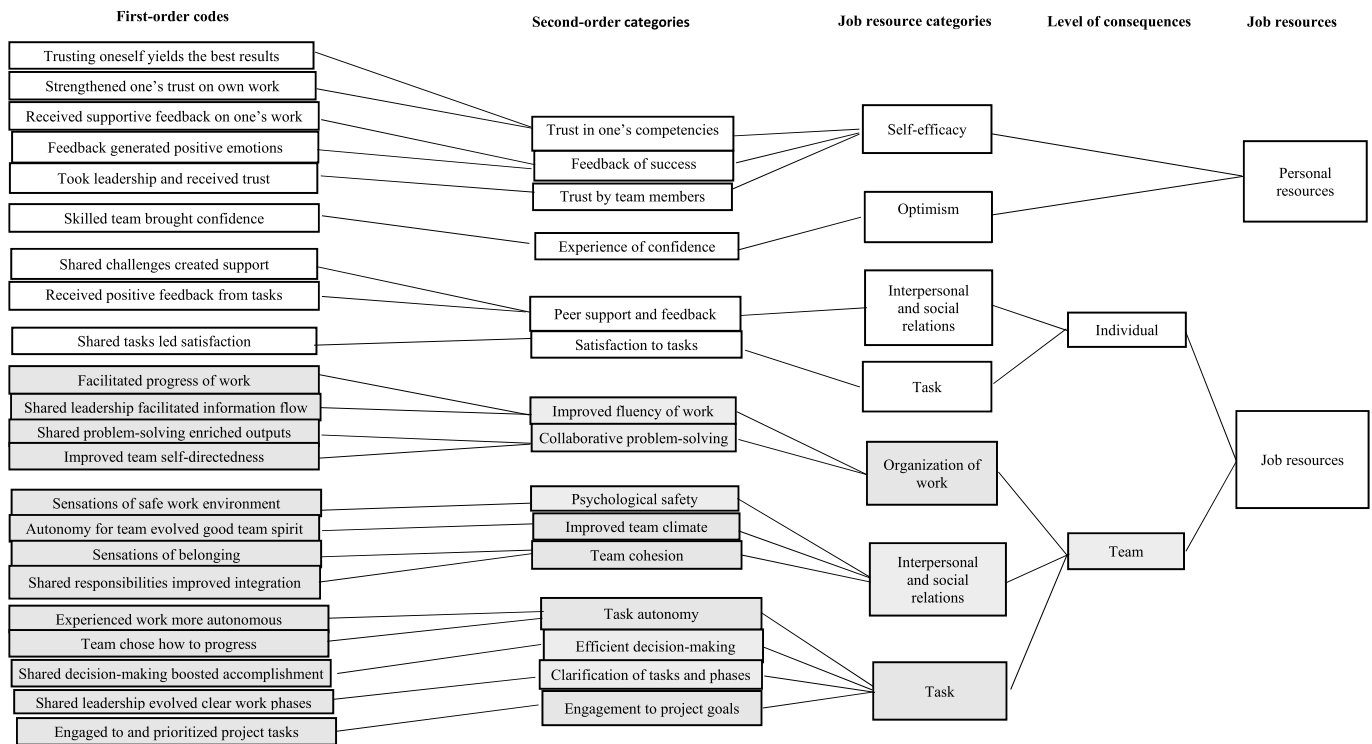 First-order codes
Second-order categories
Job resource categories
Level of consequences
Job resources
Trusting oneself yields the best results
Strengthened one's trust on own work
Received supportive feedback on one's work
Feedback generated positive emotions
Took leadership and received trust
Skilled team brought confidence
Shared challenges created support
Received positive feedback from tasks
Shared tasks led satisfaction
Facilitated progress of work
Shared leadership facilitated information flow
Shared problem-solving enriched outputs
Improved team self-directedness
Sensations of safe work environment
Autonomy for team evolved good team spirit
Sensations of belonging
Shared responsibilities improved integration
Experienced work more autonomous
Team chose how to progress
Shared decision-making boosted accomplishment
Shared leadership evolved clear work phases
Engaged to and prioritized project tasks
Trust in one's competencies
Feedback of success
Trust by team members
Experience of confidence
Peer support and feedback
Satisfaction to tasks
Improved fluency of work
Collaborative problem-solving
Psychological safety
Improved team climate
Team cohesion
Task autonomy
Efficient decision-making
Clarification of tasks and phases
Engagement to project goals
Self-efficacy
Optimism
Interpersonal
and social
relations
Task
Organization of
work
Interpersonal
and social
relations
Task
Individual
Team
Personal
resources
Job resources